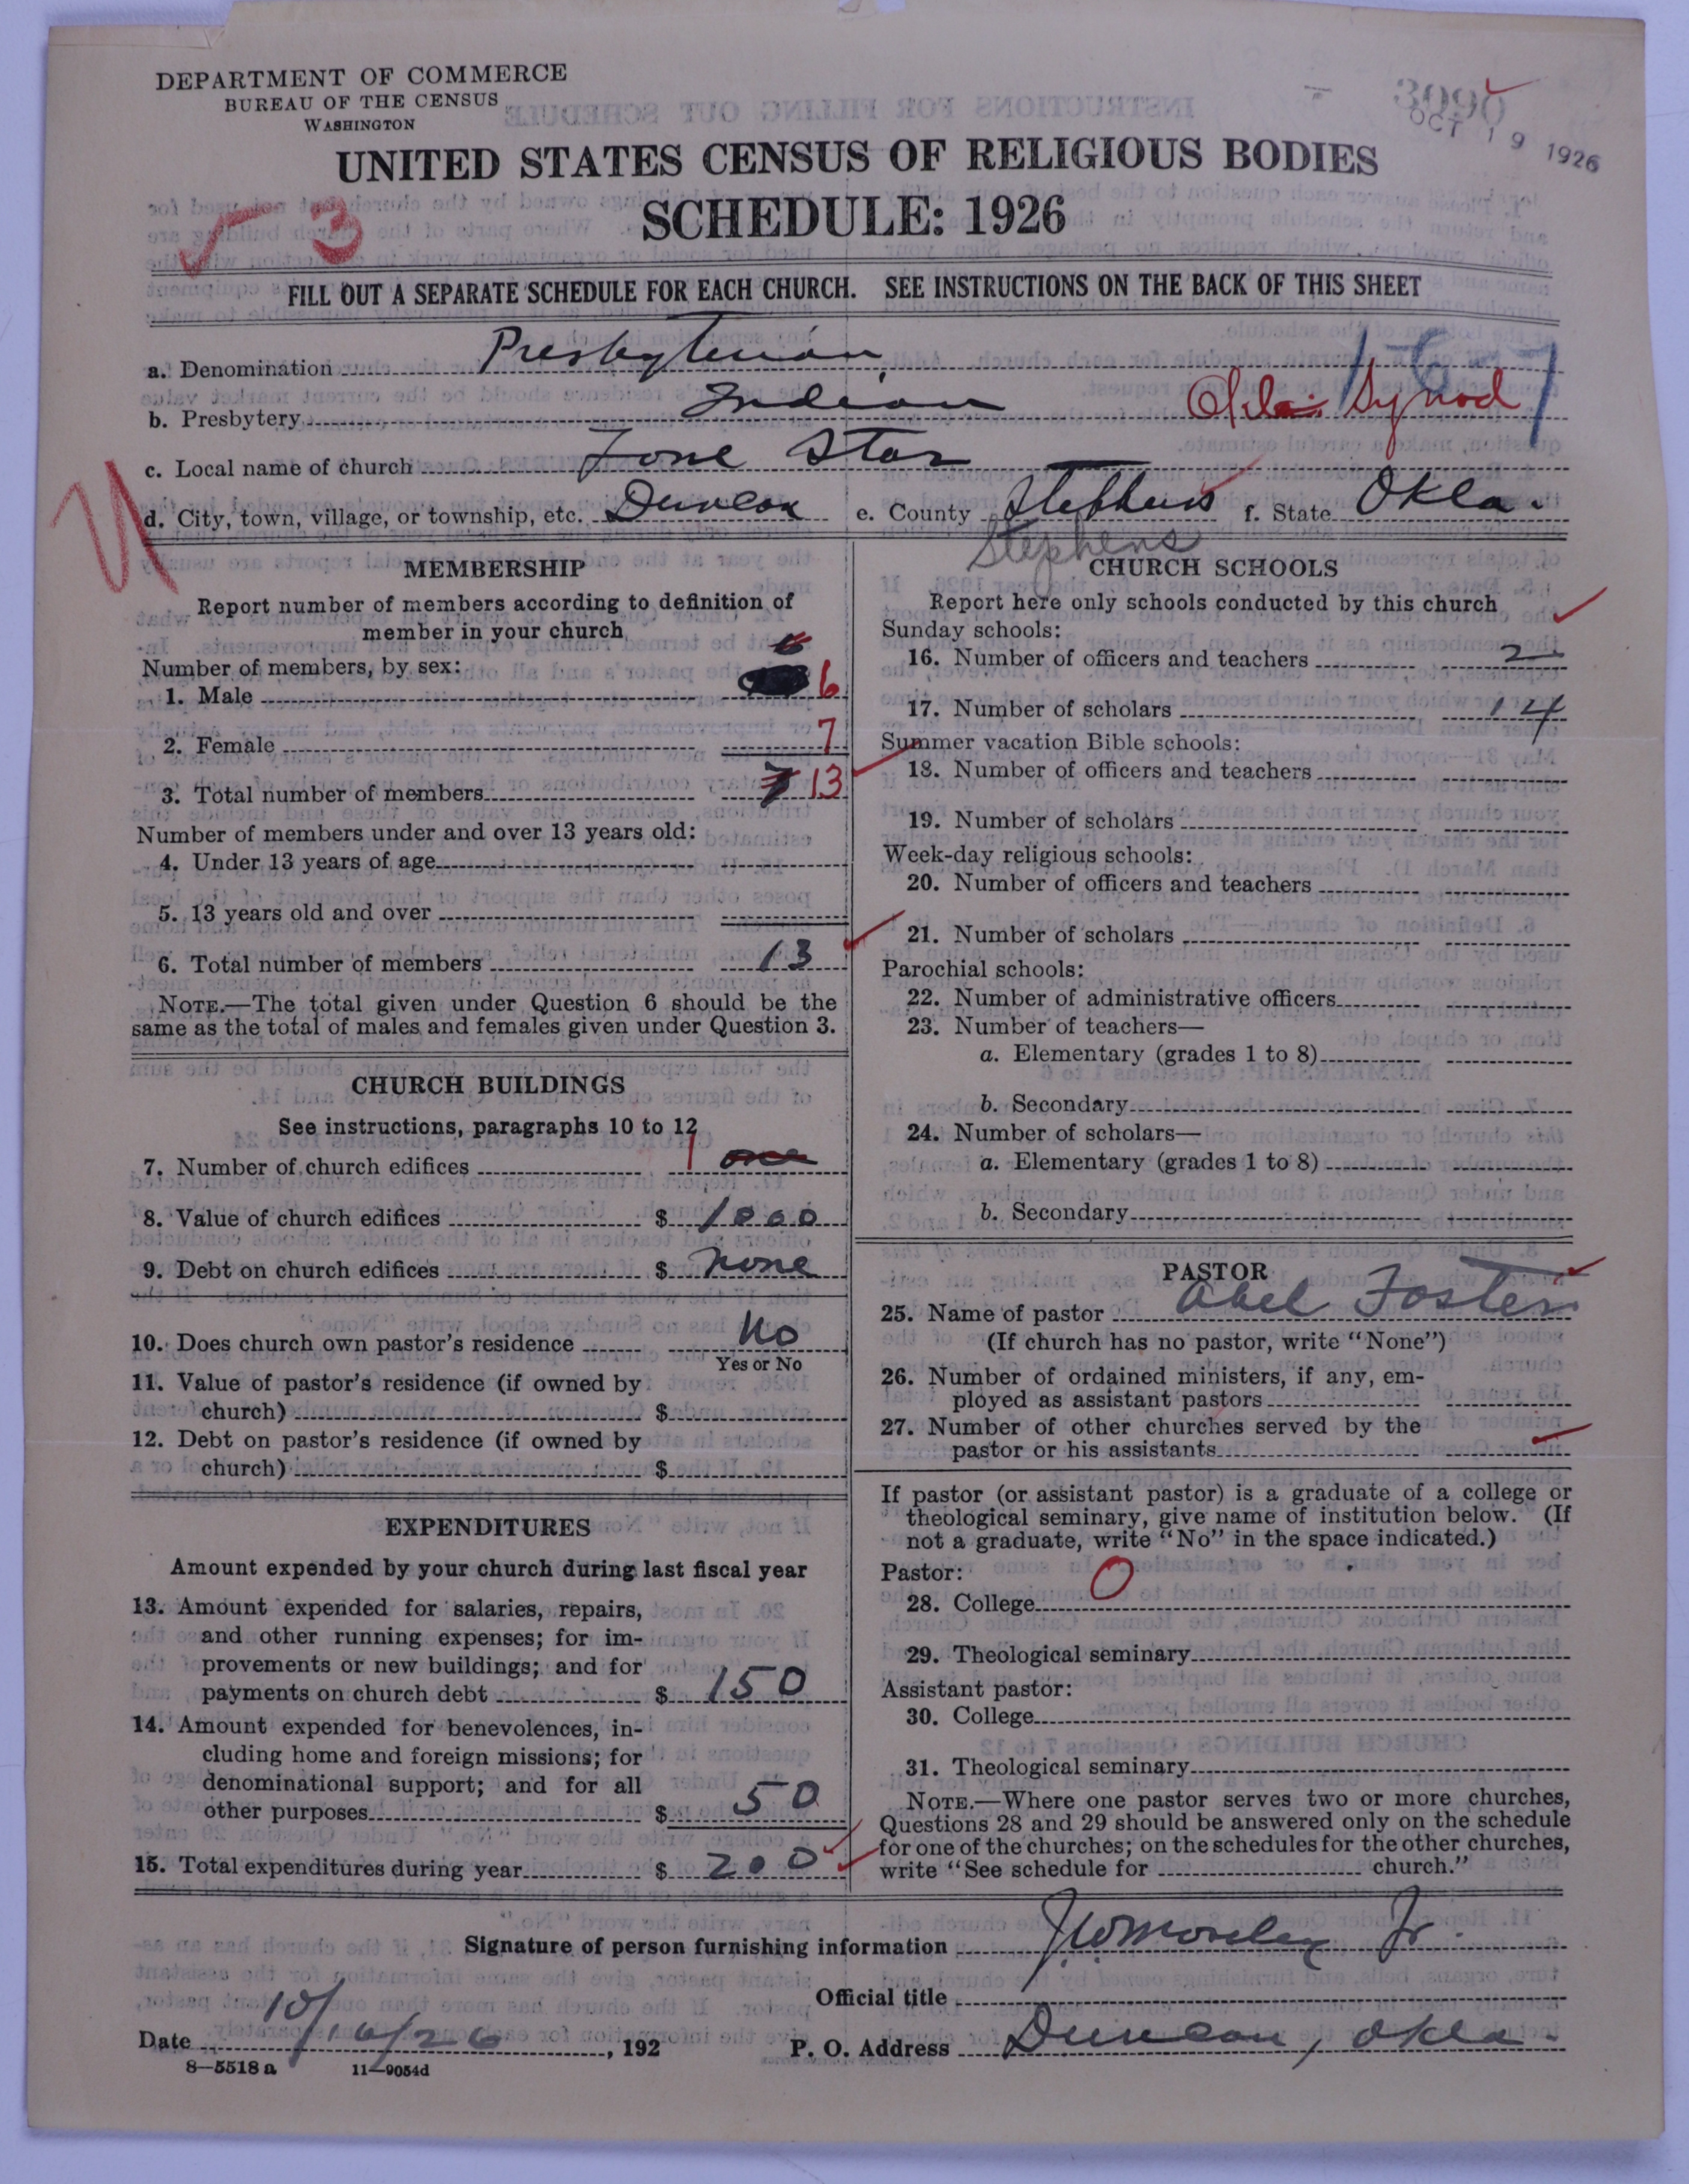 DEPARTMENT OF COMMERCE
BUREAU OF THE CENSUS
WASHINGTON
3090
OCT 19 1926
UNITED STATES CENSUS OF RELIGIOUS BODIES
3
SCHEDULE: 1926
FILL OUT A SEPARATE SCHEDULE FOR EACH CHURCH. SEE INSTRUCTIONS ON THE BACK OF THIS SHEET
a. Denomination Presbyterian
b. Presbytery Indian Okla. Synod
c. Local name of church Lone Star
d. City, town, village, or township, etc. Duncan e. County Stephens f. State Okla.
Stephens
MEMBERSHIP
Report number of members according to definition of
member in your church
Number of members, by sex:
1. Male 6
2. Female 7
3. Total number of members 7 13
Number of members under and over 13 years old:
4. Under 13 years of age
5. 13 years old and over
6. Total number of members 13
NOTE.—The total given under Question 6 should be the
same as the total of males and females given under Question 3.
CHURCH BUILDINGS
See instructions, paragraphs 10 to 12
7. Number of church edifices 1 one
8. Value of church edifices $ 1000
9. Debt on church edifices $ none
10. Does church own pastor's residence No
Yes or No
11. Value of pastor's residence (if owned by
church) $
12. Debt on pastor's residence (if owned by
church) $
EXPENDITURES
Amount expended by your church during last fiscal year
13. Amount expended for salaries, repairs,
and other running expenses; for im-
provements or new buildings; and for
payments on church debt $ 150
14. Amount expended for benevolences, in-
cluding home and foreign missions; for
denominational support; and for all
other purposes $ 50
15. Total expenditures during year $ 200
CHURCH SCHOOLS
Report here only schools conducted by this church
Sunday schools:
16. Number of officers and teachers 2
17. Number of scholars 14
Summer vacation Bible schools:
18. Number of officers and teachers
19. Number of scholars
Week-day religious schools:
20. Number of officers and teachers
21. Number of scholars
Parochial schools:
22. Number of administrative officers
23. Number of teachers—
a. Elementary (grades 1 to 8)
b. Secondary
24. Number of scholars—
a. Elementary (grades 1 to 8)
b. Secondary
PASTOR
25. Name of pastor Abel Foster
(If church has no pastor, write "None")
26. Number of ordained ministers, if any, em-
ployed as assistant pastors
27. Number of other churches served by the
pastor or his assistants
If pastor (or assistant pastor) is a graduate of a college or
theological seminary, give name of institution below. (If
not a graduate, write "No" in the space indicated.)
Pastor:
28. College O
29. Theological seminary
Assistant pastor:
30. College
31. Theological seminary
NOTE.—Where one pastor serves two or more churches,
Questions 28 and 29 should be answered only on the schedule
for one of the churches; on the schedules for the other churches,
write "See schedule for church."
Signature of person furnishing information Jr.
Official title
Date 10/16/26, 192
P. O. Address Duncan, Okla.
8—5518 a 11—9054d